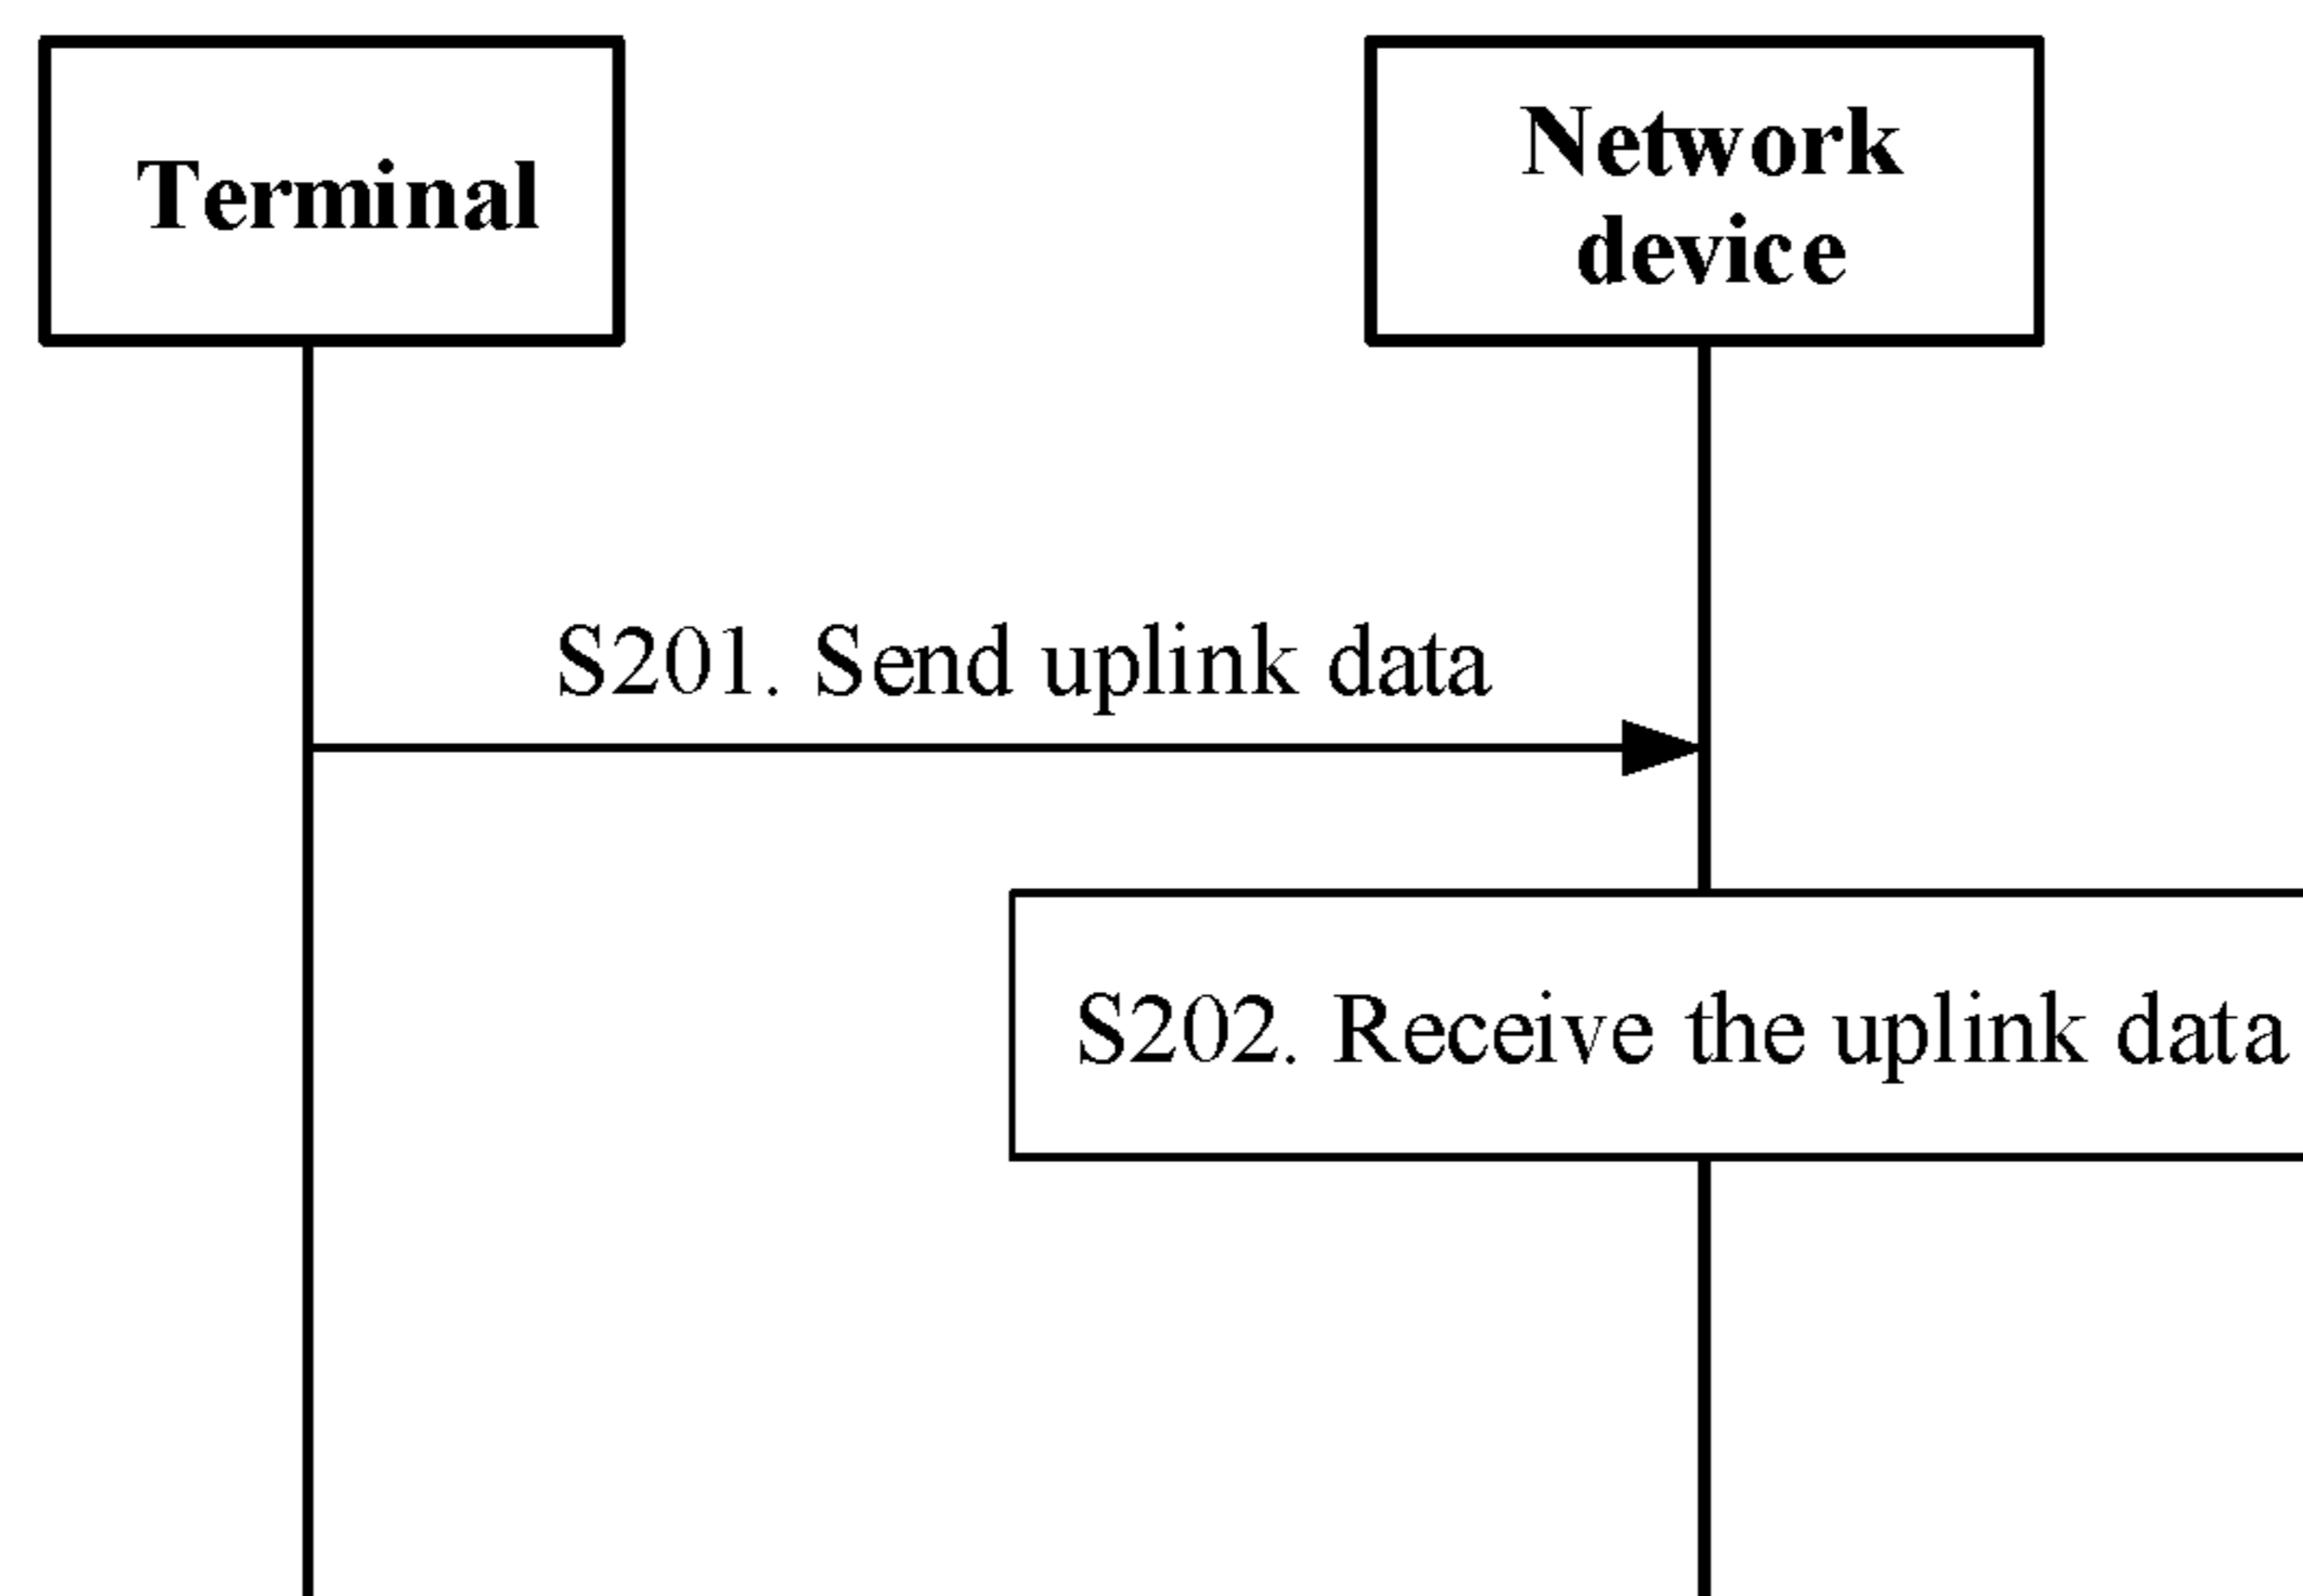 Terminal
Network
device
S201. Send uplink data
S202. Receive the uplink data